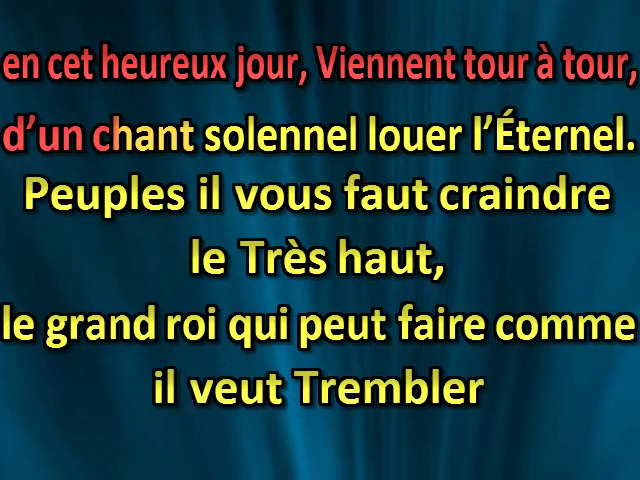 en cet heureux jour, Viennent tour à tour,
d’un chant solennel louer l’Éternel.
Peuples il vous faut craindre
le Très haut,
le grand roi qui peut faire comme
il veut Trembler